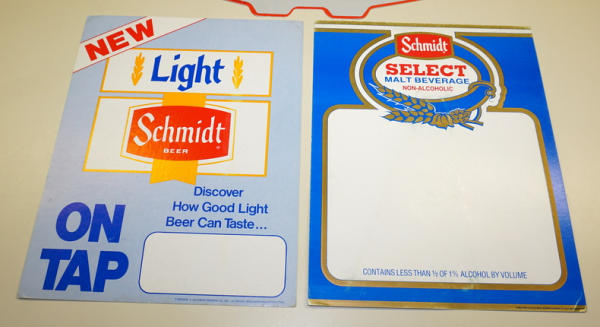 NEW
Light
Schmidt
BEER
Discover
How Good Light
Beer Can Taste...
ON
TAP
Schmidt
SELECT
MALT BEVERAGE
NON-ALCOHOLIC
CONTAINS LESS THAN ½ OF 1% ALCOHOL BY VOLUME